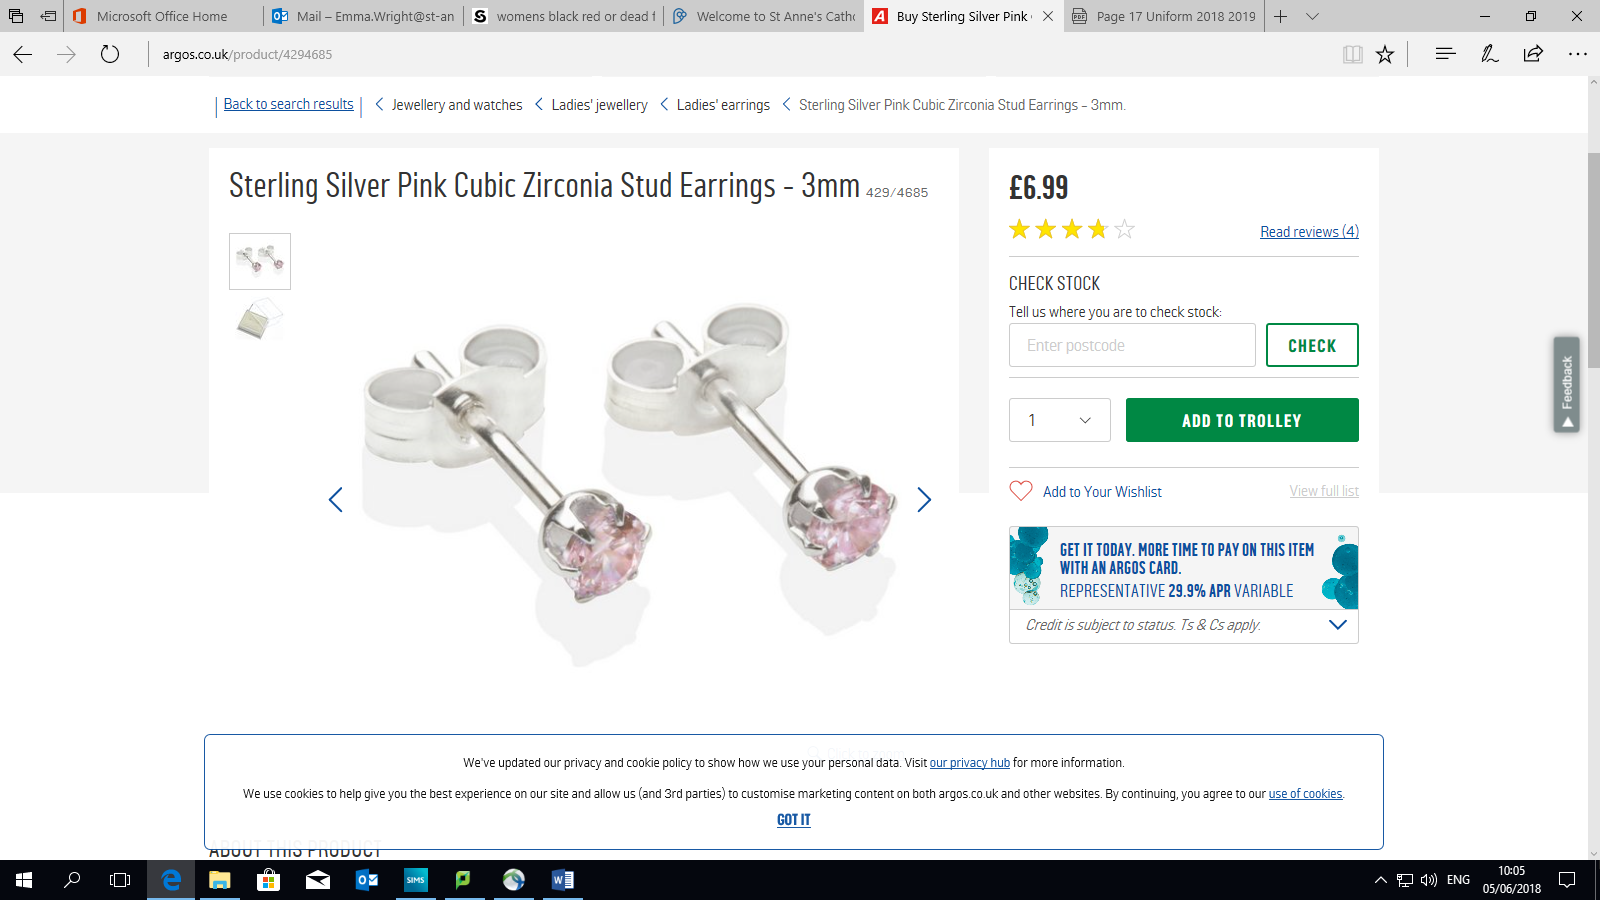 Microsoft Office Home
Mail – Emma.Wright@st-an
womens black red or dead f
Welcome to St Anne's Cathc
Buy Sterling Silver Pink
Page 17 Uniform 2018 2019
argos.co.uk/product/4294685
Back to search results
Jewellery and watches
Ladies' jewellery
Ladies' earrings
Sterling Silver Pink Cubic Zirconia Stud Earrings - 3mm.
Sterling Silver Pink Cubic Zirconia Stud Earrings - 3mm 429/4685
£6.99
Read reviews (4)
CHECK STOCK
Tell us where you are to check stock:
Enter postcode
CHECK
1
ADD TO TROLLEY
Add to Your Wishlist
View full list
GET IT TODAY. MORE TIME TO PAY ON THIS ITEM
WITH AN ARGOS CARD.
REPRESENTATIVE 29.9% APR VARIABLE
Credit is subject to status. Ts & Cs apply.
Feedback
We've updated our privacy and cookie policy to show how we use your personal data. Visit our privacy hub for more information.
We use cookies to help give you the best experience on our site and allow us (and 3rd parties) to customise marketing content on both argos.co.uk and other websites. By continuing, you agree to our use of cookies.
GOT IT
ABOUT THIS PRODUCT
SIMS
ENG
10:05
05/06/2018